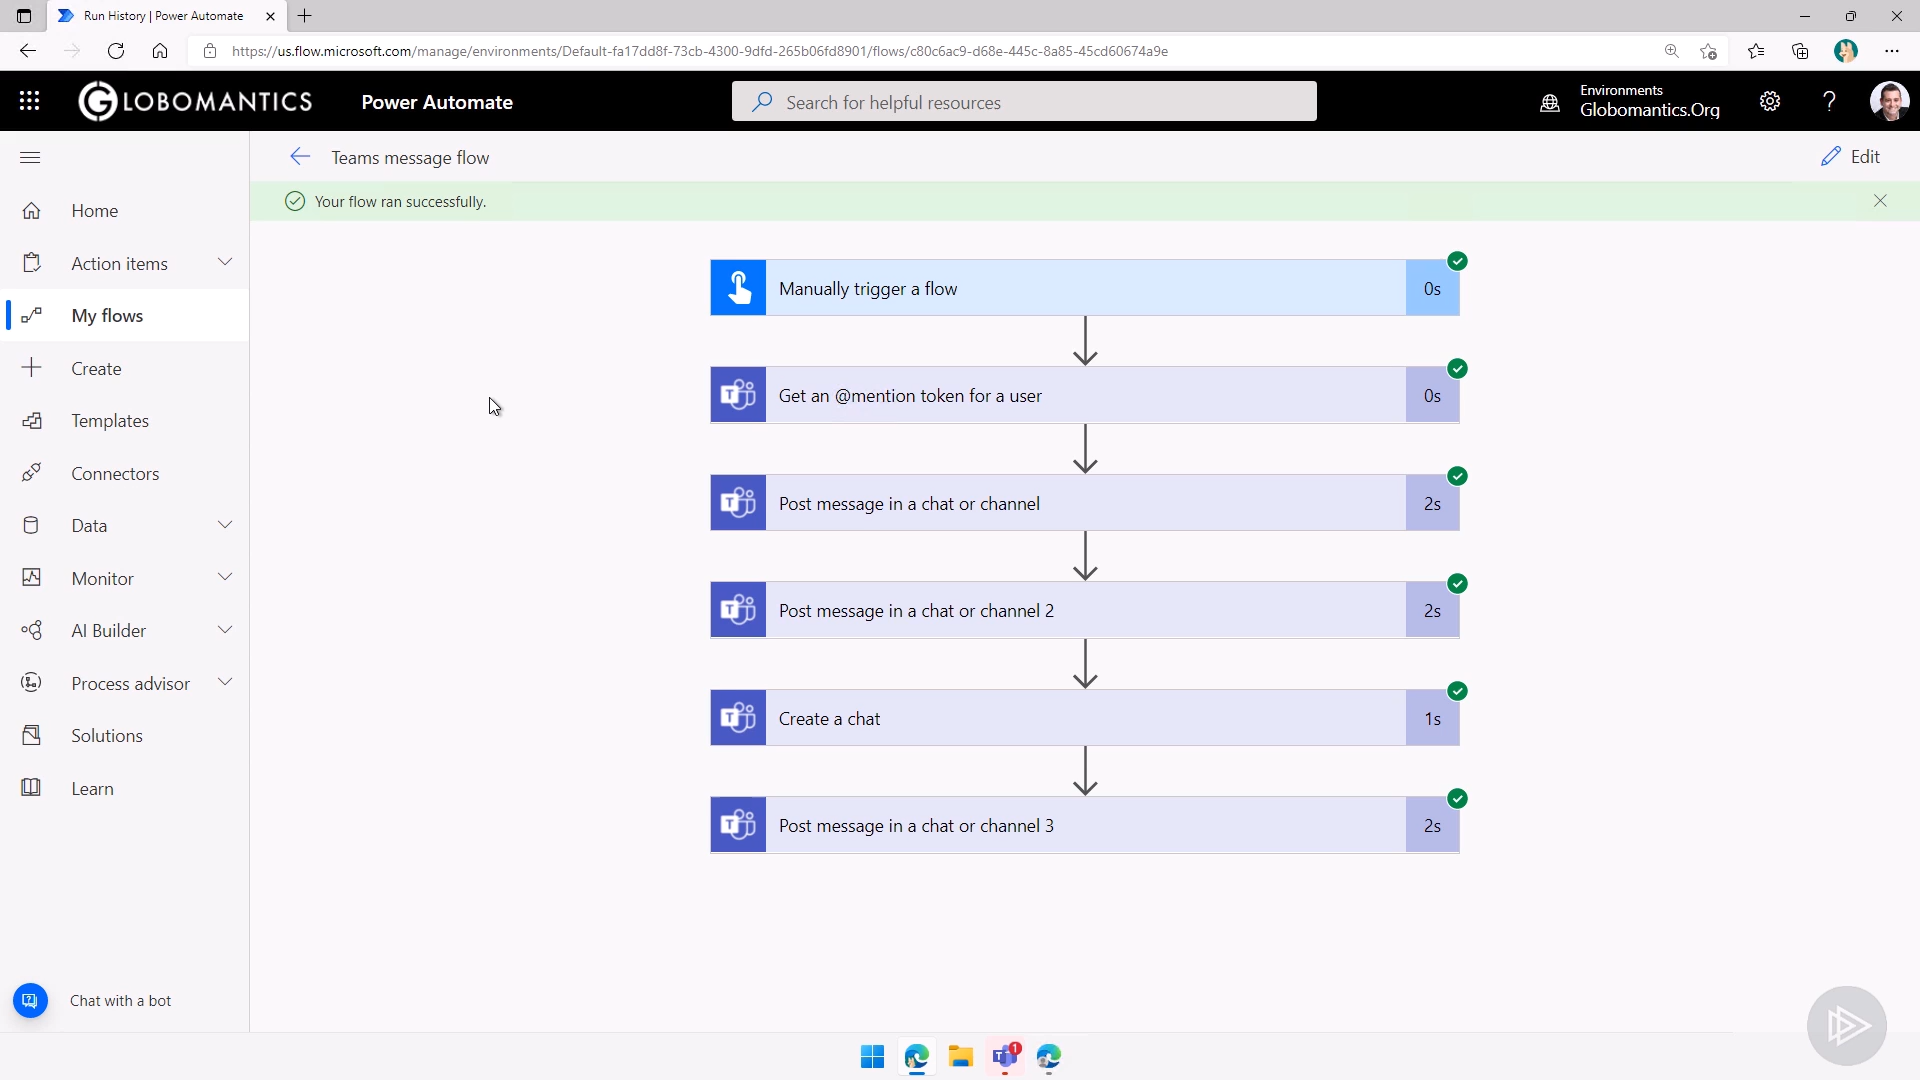 Run History | Power Automate
https://us.flow.microsoft.com/manage/environments/Default-fa17dd8f-73cb-4300-9dfd-265b06fd8901/flows/c80c6ac9-d68e-445c-8a85-45cd60674a9e
GLOBOMANTICS
Power Automate
Search for helpful resources
Environments
Globomantics.Org
Teams message flow
Edit
Your flow ran successfully.
Home
Action items
My flows
Create
Templates
Connectors
Data
Monitor
AI Builder
Process advisor
Solutions
Learn
Chat with a bot
Manually trigger a flow
0s
Get an @mention token for a user
0s
Post message in a chat or channel
2s
Post message in a chat or channel 2
2s
Create a chat
1s
Post message in a chat or channel 3
2s
1